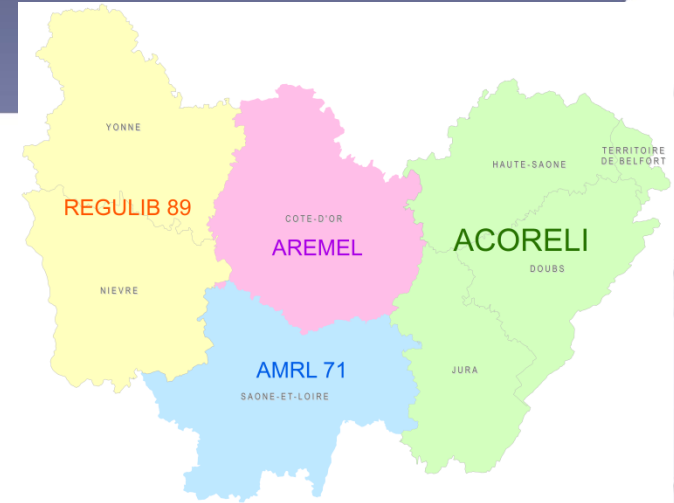 YONNE
TERRITOIRE
DE BELFORT
HAUTE-SAONE
REGULIB 89
COTE-D'OR
AREMEL
ACORELI
DOUBS
NIEVRE
AMRL 71
JURA
SAONE-ET-LOIRE